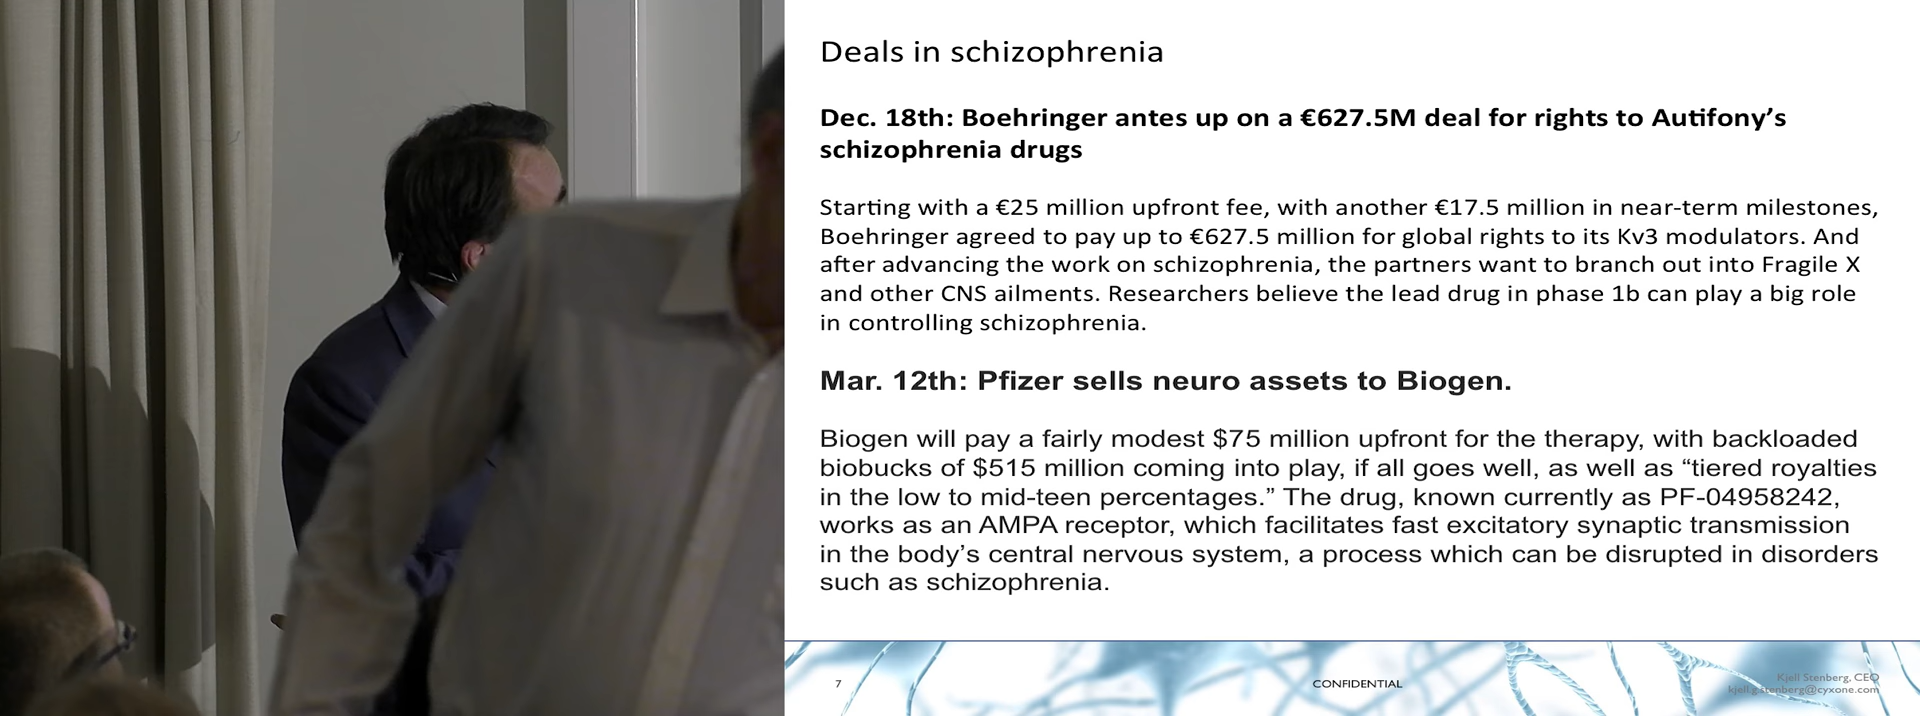 Deals in schizophrenia
Dec. 18th: Boehringer antes up on a €627.5M deal for rights to Autifony’s
schizophrenia drugs
Starting with a €25 million upfront fee, with another €17.5 million in near-term milestones,
Boehringer agreed to pay up to €627.5 million for global rights to its Kv3 modulators. And
after advancing the work on schizophrenia, the partners want to branch out into Fragile X
and other CNS ailments. Researchers believe the lead drug in phase 1b can play a big role
in controlling schizophrenia.
Mar. 12th: Pfizer sells neuro assets to Biogen.
Biogen will pay a fairly modest $75 million upfront for the therapy, with backloaded
biobucks of $515 million coming into play, if all goes well, as well as “tiered royalties
in the low to mid-teen percentages.” The drug, known currently as PF-04958242,
works as an AMPA receptor, which facilitates fast excitatory synaptic transmission
in the body’s central nervous system, a process which can be disrupted in disorders
such as schizophrenia.
7
CONFIDENTIAL
Kjell Stenberg, CEO
kjell.g.stenberg@cyxone.com